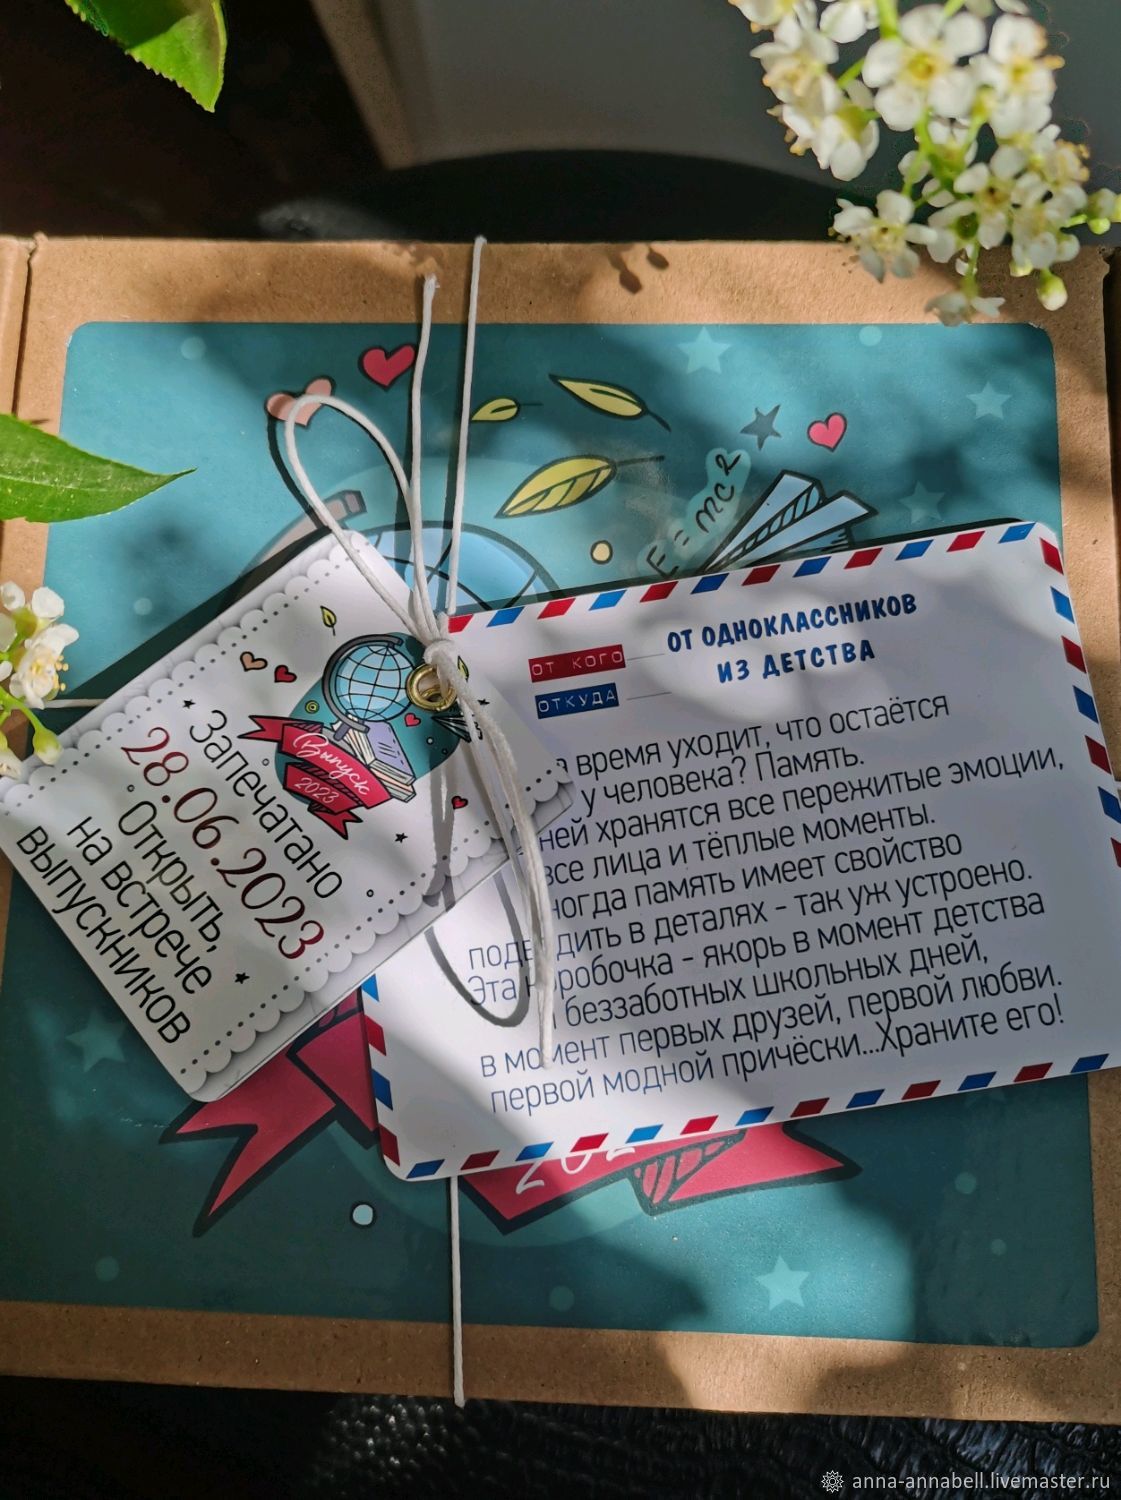 E=mc2
Выпуск
2023
Запечатано
28.06.2023
Открыть,
на встрече
выпускников
ОТ КОГО
ОТ ОДНОКЛАССНИКОВ
ОТКУДА
ИЗ ДЕТСТВА
время уходит, что остаётся
у человека? Память.
ней хранятся все пережитые эмоции,
все лица и тёплые моменты.
память имеет свойство
в деталях - так уж устроено.
Эта - якорь в момент детства
беззаботных школьных дней,
в момент первых друзей, первой любви.
первой модной причёски...Храните его!
anna-annabell.livemaster.ru